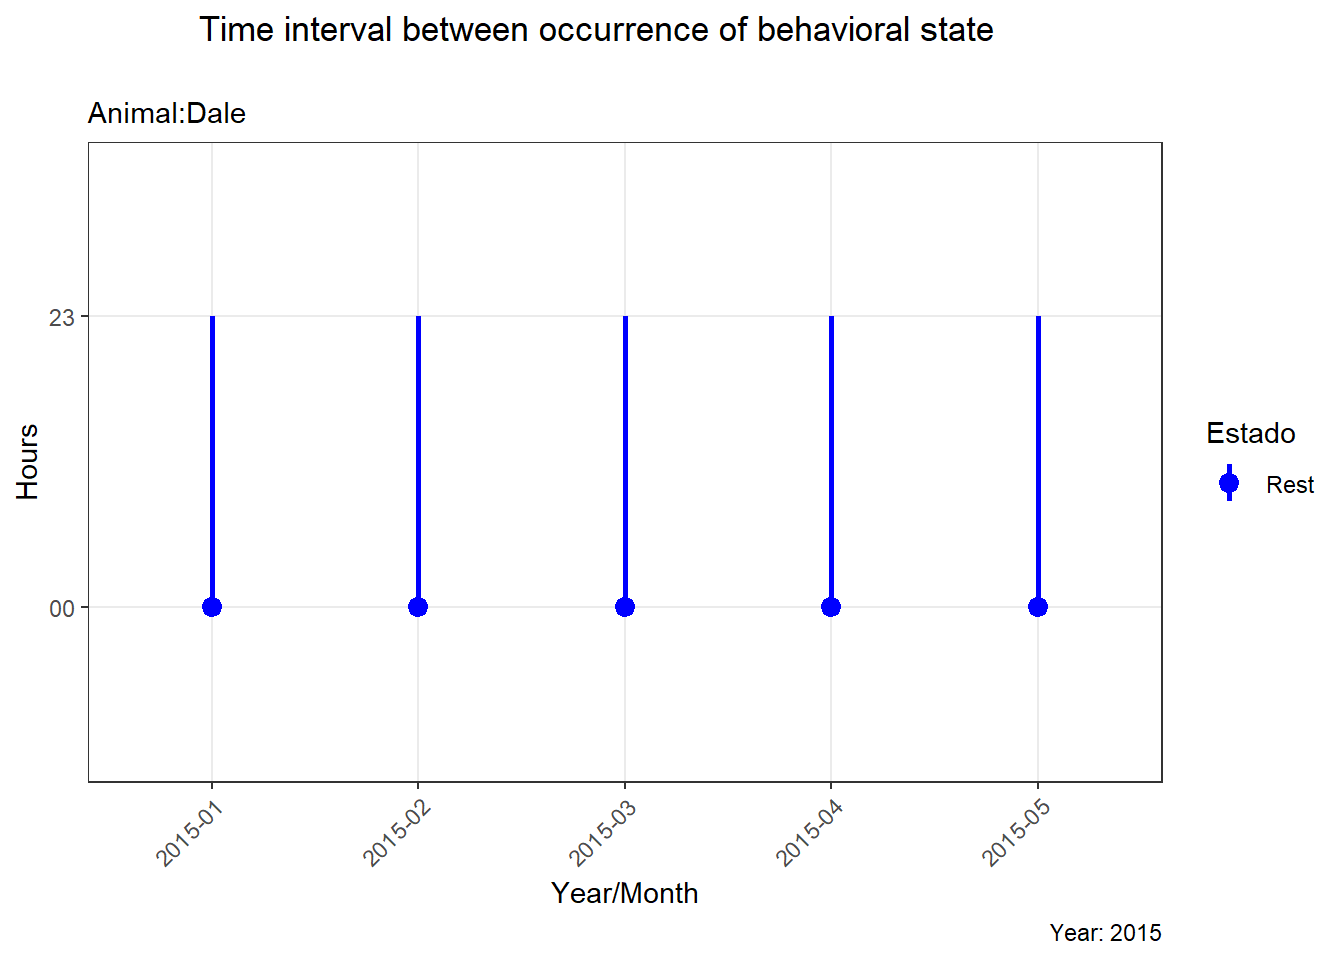 Time interval between occurrence of behavioral state
Animal:Dale
23
00
Hours
2015-01
2015-02
2015-03
2015-04
2015-05
Year/Month
Year: 2015
Estado
Rest